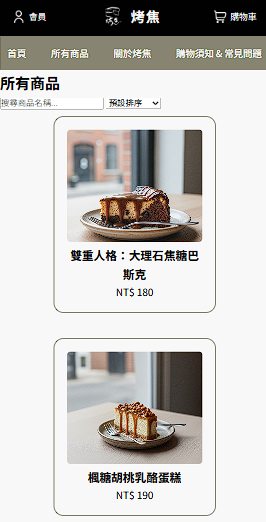 會員 烤焦 購物車
首頁 所有商品 關於烤焦 購物須知 & 常見問題
所有商品
搜尋商品名稱... 預設排序
雙重人格：大理石焦糖巴
斯克
NT$ 180
楓糖胡桃乳酪蛋糕
NT$ 190